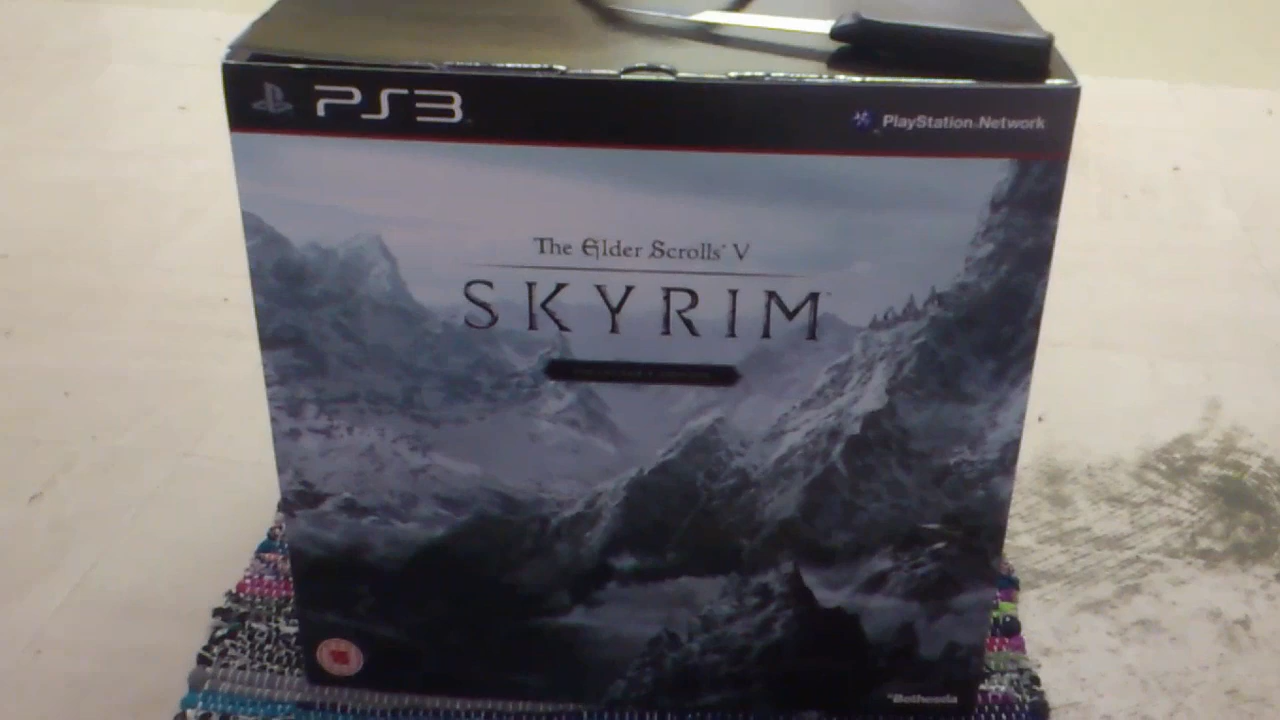 PS3
PlayStation Network
The Elder Scrolls V
SKYRIM
Bethesda